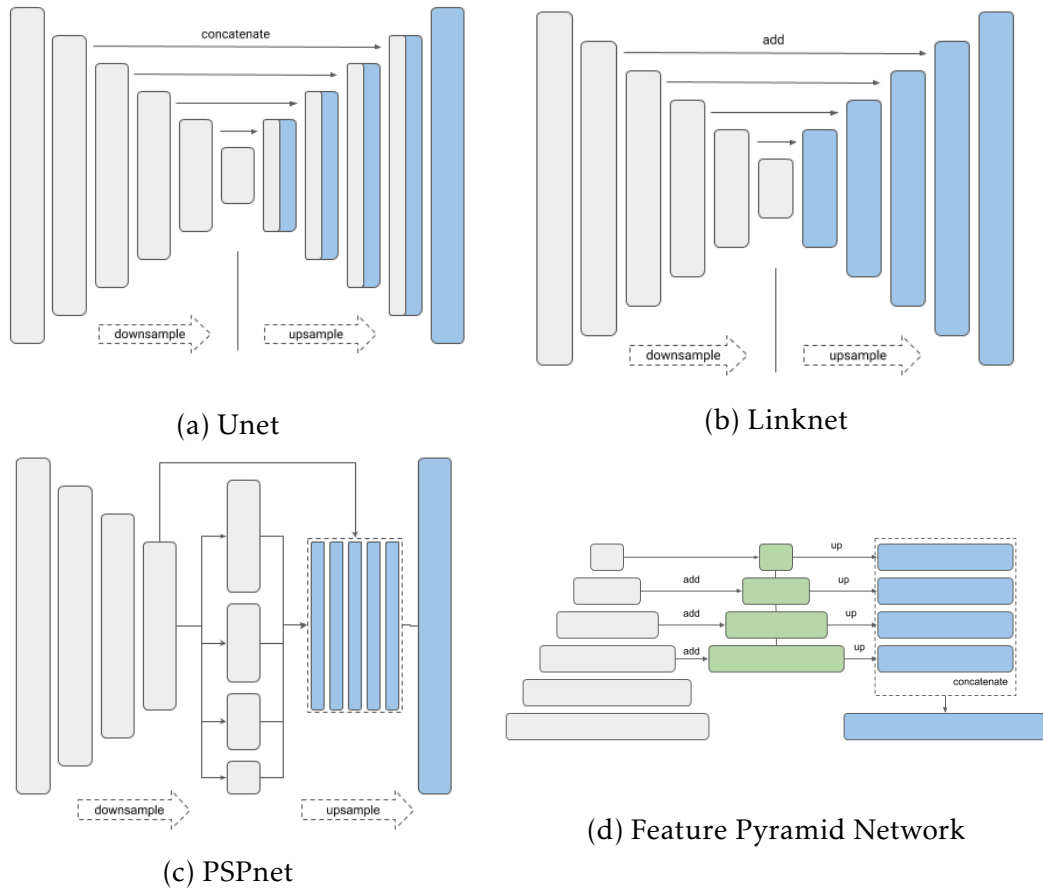 concatenate
downsample
upsample
(a) Unet
add
downsample
upsample
(b) Linknet
downsample
upsample
(c) PSPnet
up
add
up
add
up
add
up
concatenate
(d) Feature Pyramid Network